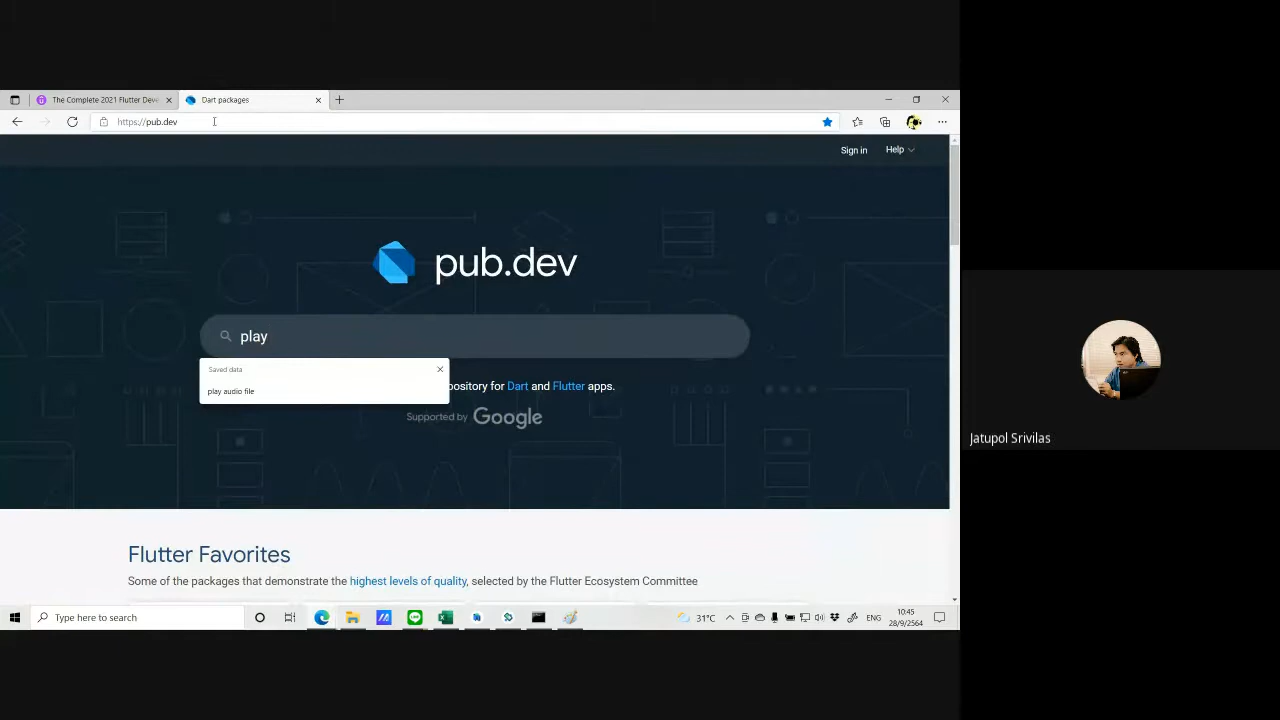 The Complete 2021 Flutter Deve
Dart packages
https://pub.dev
Sign in
Help
pub.dev
play
Saved data
play audio file
pository for Dart and Flutter apps.
Supported by Google
Jatupol Srivilas
Flutter Favorites
Some of the packages that demonstrate the highest levels of quality, selected by the Flutter Ecosystem Committee
Type here to search
31°C
ENG
10:45
28/9/2564